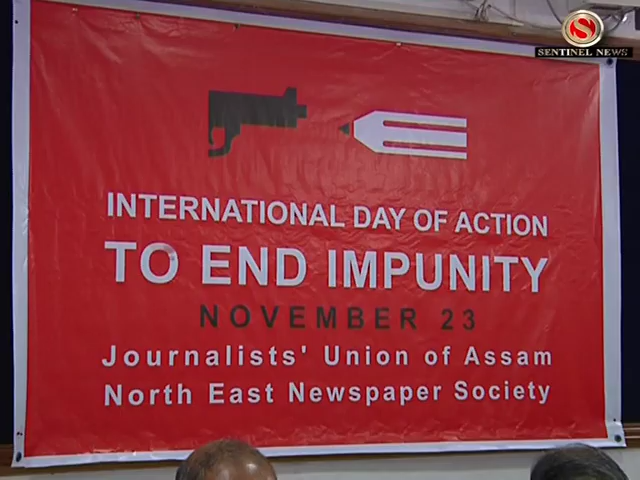 S
SENTINEL NEWS
INTERNATIONAL DAY OF ACTION
TO END IMPUNITY
NOVEMBER 23
Journalists' Union of Assam
North East Newspaper Society